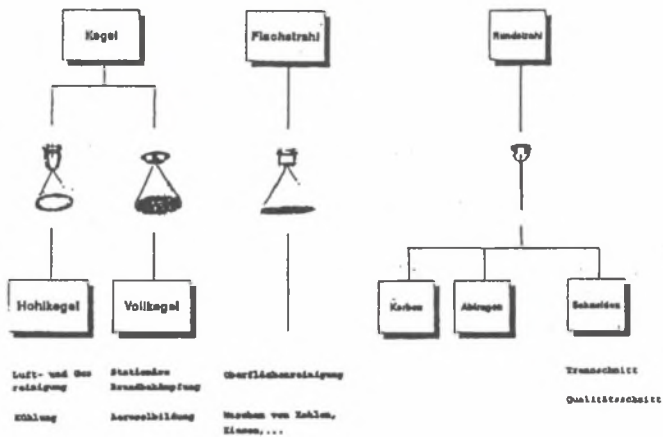 Kegel
Flachstrahl
Rundstrahl
Hohlkegel
Vollkegel
Kerben
Abtragen
Schneiden
Luft- und Gas
reinigung
Kühlung
Stationäre
Brandbekämpfung
Aerosolbildung
Oberflächenreinigung
Waschen von Kohlen,
Trennschnitt
Qualitätsschnitt